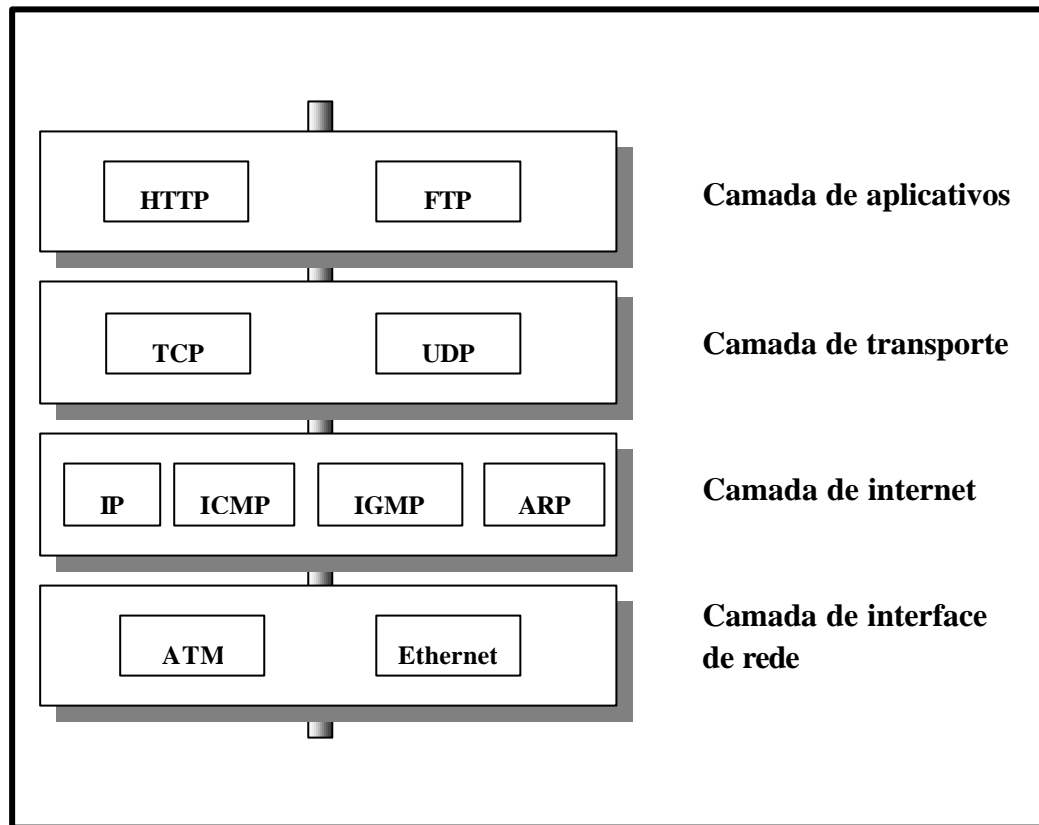 HTTP FTP
Camada de aplicativos
TCP UDP
Camada de transporte
IP ICMP IGMP ARP
Camada de internet
ATM Ethernet
Camada de interface
de rede